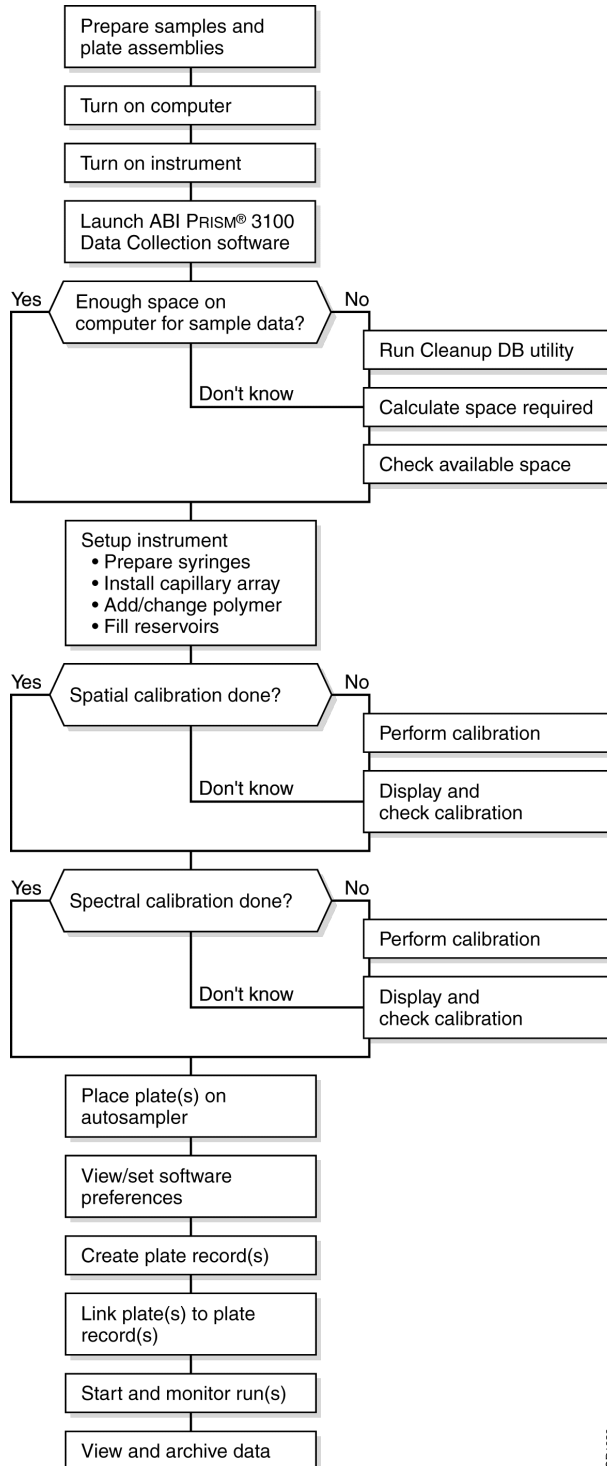 Prepare samples and
plate assemblies
Turn on computer
Turn on instrument
Launch ABI PRISM® 3100
Data Collection software
Yes
Enough space on
computer for sample data?
No
Run Cleanup DB utility
Don't know
Calculate space required
Check available space
Setup instrument
• Prepare syringes
• Install capillary array
• Add/change polymer
• Fill reservoirs
Yes
Spatial calibration done?
No
Perform calibration
Don't know
Display and
check calibration
Yes
Spectral calibration done?
No
Perform calibration
Don't know
Display and
check calibration
Place plate(s) on
autosampler
View/set software
preferences
Create plate record(s)
Link plate(s) to plate
record(s)
Start and monitor run(s)
View and archive data